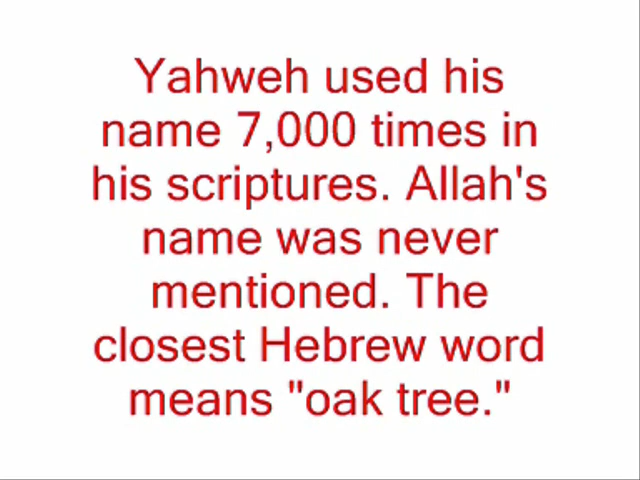 Yahweh used his
name 7,000 times in
his scriptures. Allah's
name was never
mentioned. The
closest Hebrew word
means "oak tree."